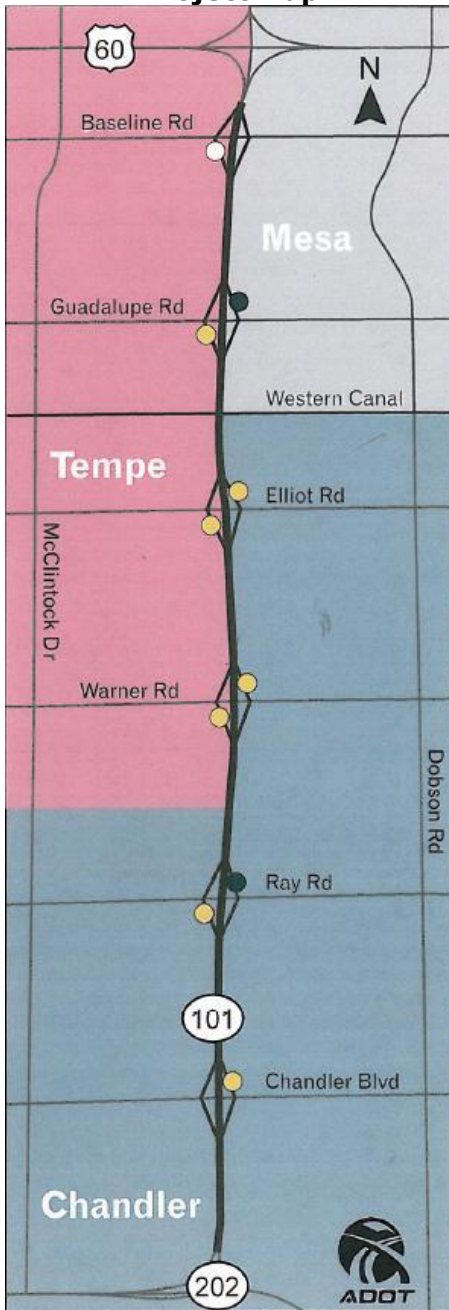 60
N
Baseline Rd
Mesa
Guadalupe Rd
Western Canal
Tempe
Elliot Rd
McClintock Dr
Warner Rd
Dobson Rd
Ray Rd
101
Chandler Blvd
Chandler
202
ADOT